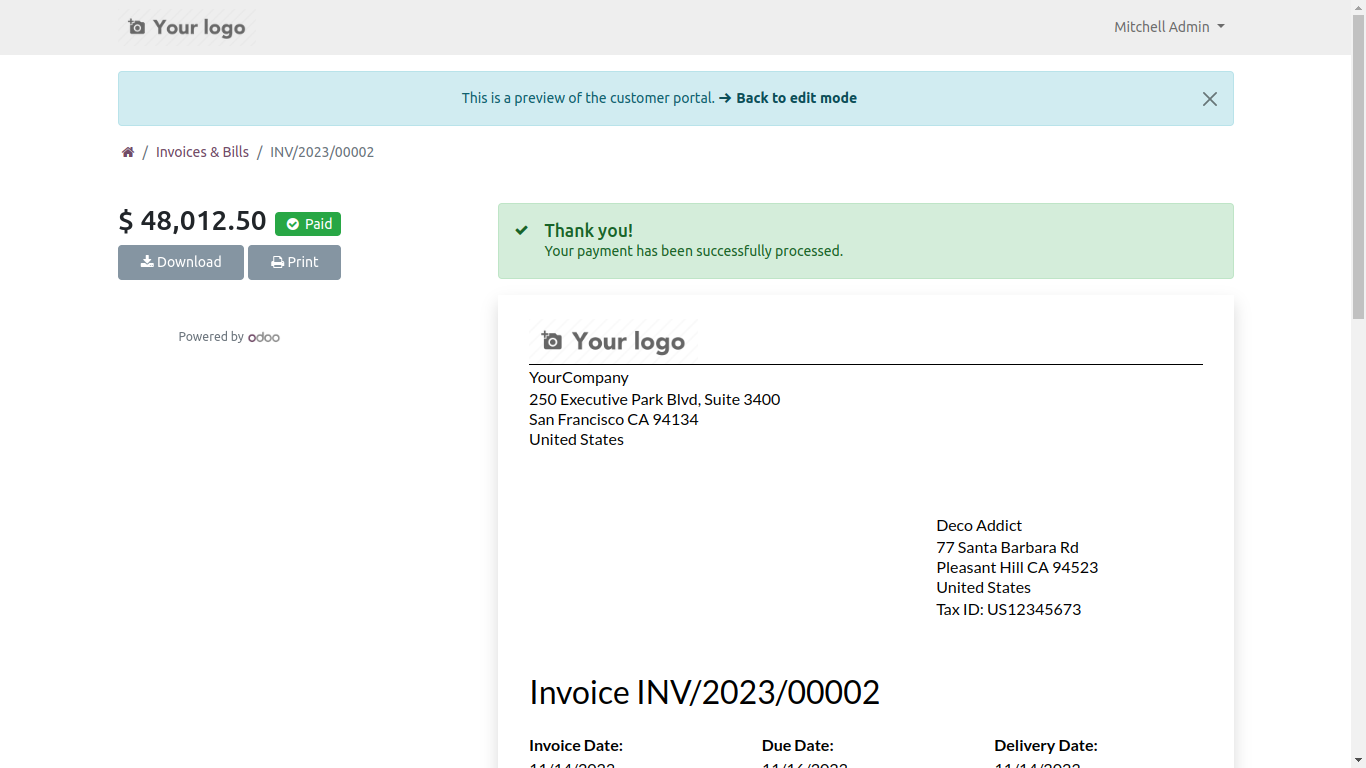 Your logo
Mitchell Admin
This is a preview of the customer portal. Back to edit mode
/ Invoices & Bills / INV/2023/00002
$ 48,012.50 Paid
Download Print
Powered by odoo
Thank you!
Your payment has been successfully processed.
Your logo
YourCompany
250 Executive Park Blvd, Suite 3400
San Francisco CA 94134
United States
Deco Addict
77 Santa Barbara Rd
Pleasant Hill CA 94523
United States
Tax ID: US12345673
Invoice INV/2023/00002
Invoice Date: Due Date: Delivery Date: